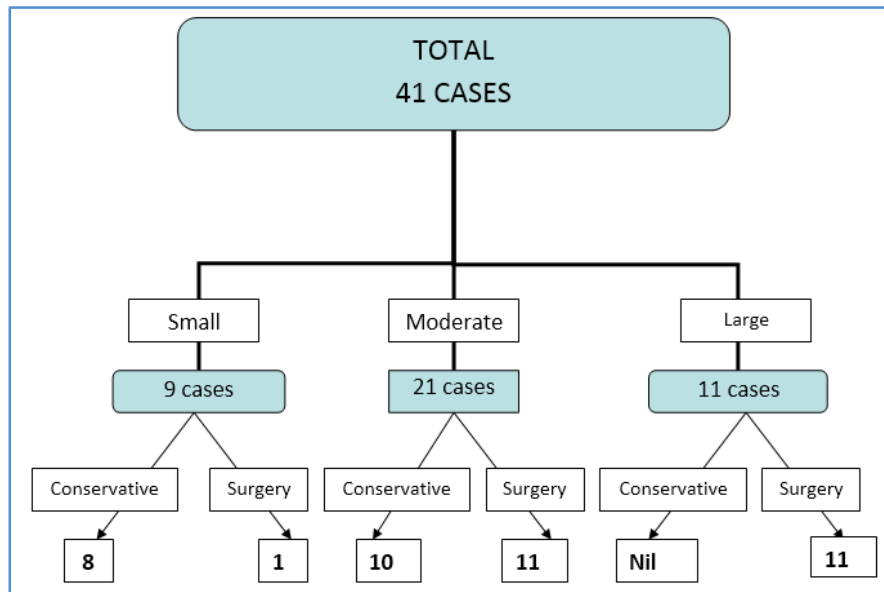 TOTAL
41 CASES
Small
Moderate
Large
9 cases
21 cases
11 cases
Conservative
Surgery
Conservative
Surgery
Conservative
Surgery
8
1
10
11
Nil
11